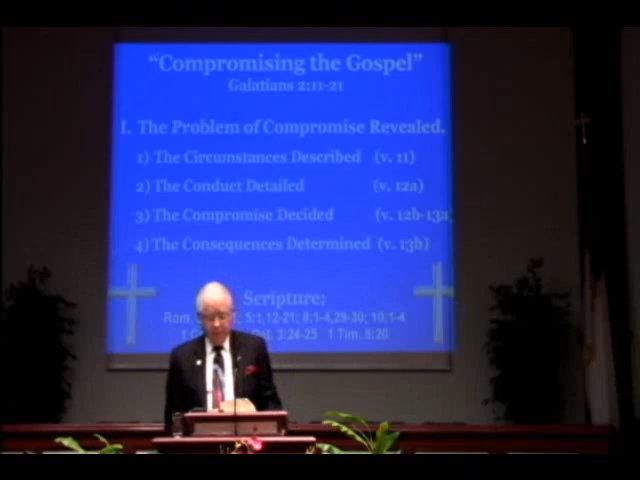 “Compromising the Gospel”
Galatians 2:11-21
I. The Problem of Compromise Revealed.
1) The Circumstances Described (v. 11)
2) The Conduct Detailed (v. 12a)
3) The Compromise Decided (v. 12b-13a)
4) The Consequences Determined (v. 13b)
Scripture:
Rom. 5:1,12-21; 8:1-4,29-30; 10:1-4
1 3:24-25 1 Tim. 5:20